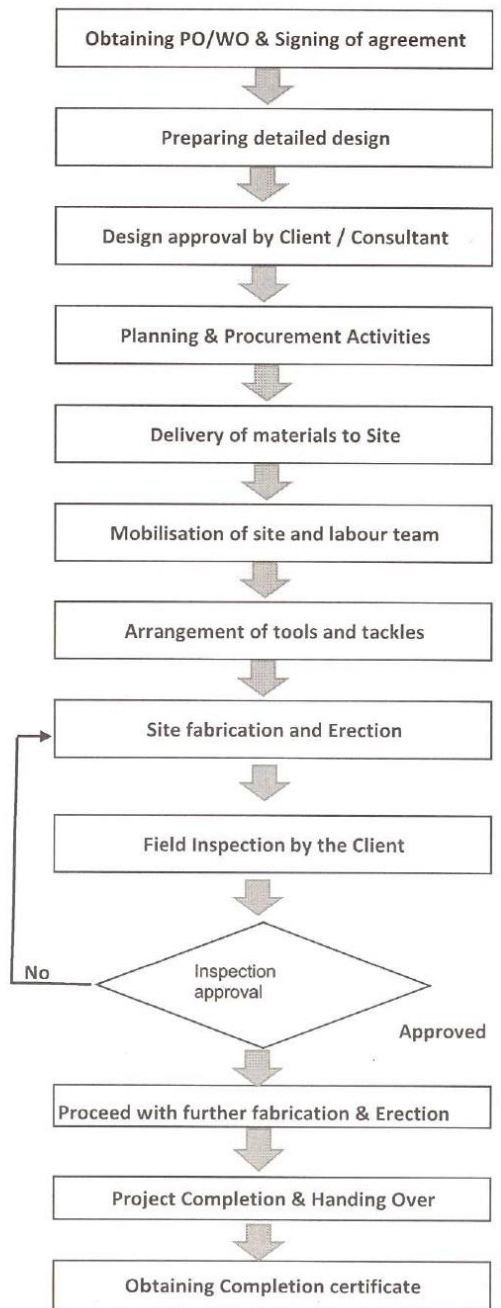 Obtaining PO/WO & Signing of agreement
Preparing detailed design
Design approval by Client / Consultant
Planning & Procurement Activities
Delivery of materials to Site
Mobilisation of site and labour team
Arrangement of tools and tackles
Site fabrication and Erection
Field Inspection by the Client
No
Inspection
approval
Approved
Proceed with further fabrication & Erection
Project Completion & Handing Over
Obtaining Completion certificate